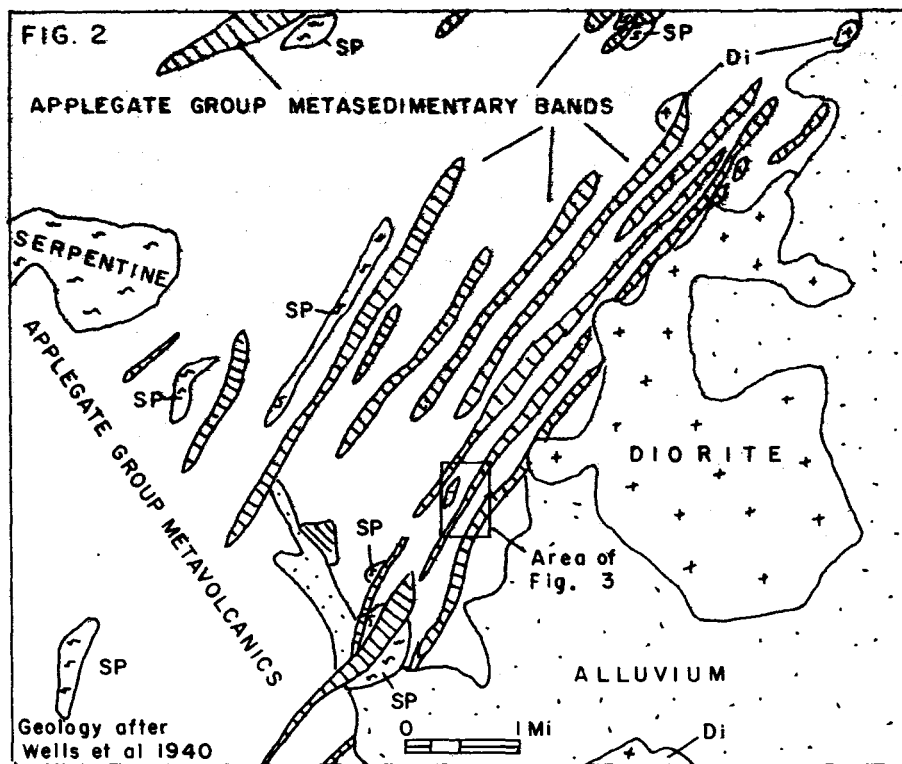 FIG. 2
SP
SP
Di
APPLEGATE GROUP METASEDIMENTARY BANDS
SERPENTINE
SP
SP
APPLEGATE GROUP METAVOLCANICS
DIORITE
SP
Area of
Fig. 3
SP
ALLUVIUM
SP
Geology after
Wells et al 1940
0 1 Mi
Di